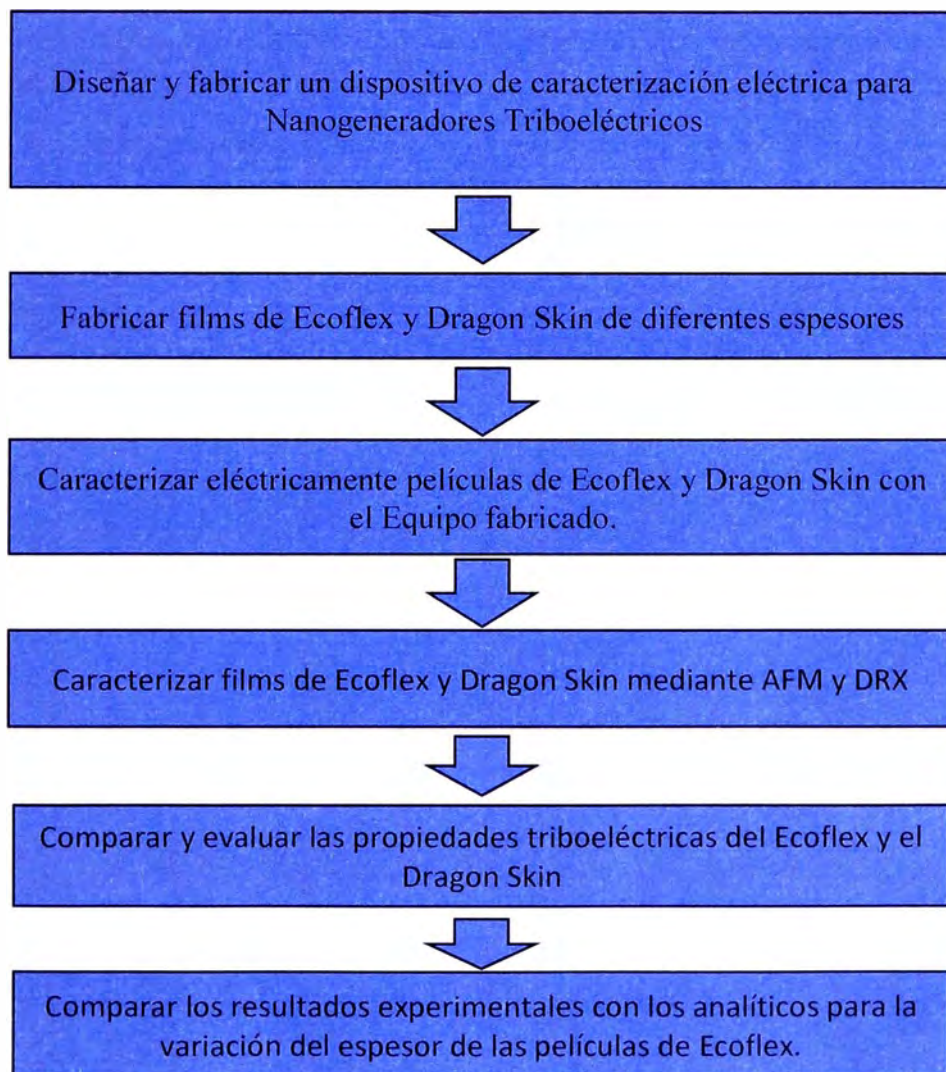 Diseñar y fabricar un dispositivo de caracterización eléctrica para
Nanogeneradores Triboeléctricos
Fabricar films de Ecoflex y Dragon Skin de diferentes espesores
Caracterizar eléctricamente películas de Ecoflex y Dragon Skin con
el Equipo fabricado.
Caracterizar films de Ecoflex y Dragon Skin mediante AFM y DRX
Comparar y evaluar las propiedades triboeléctricas del Ecoflex y el
Dragon Skin
Comparar los resultados experimentales con los analíticos para la
variación del espesor de las películas de Ecoflex.